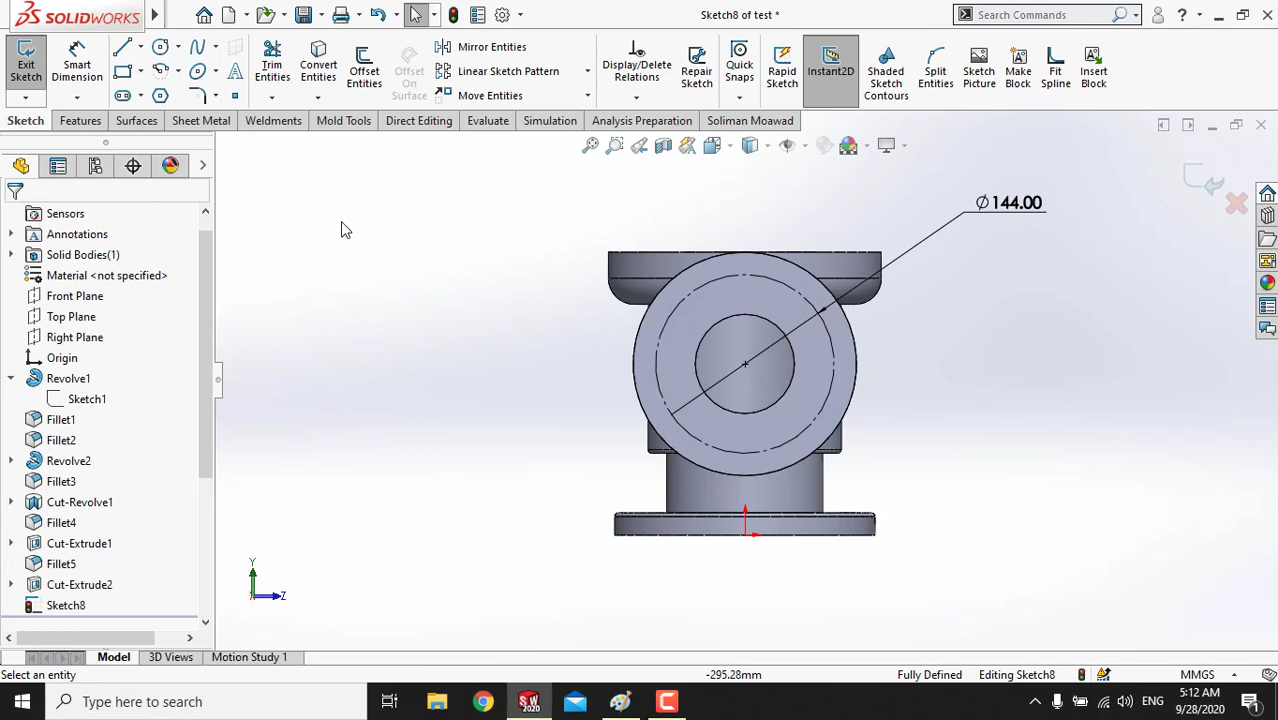 SOLIDWORKS
Sketch8 of test *
Search Commands
Exit
Sketch
Smart
Dimension
Trim
Entities
Convert
Entities
Offset
Entities
Offset
On
Surface
Mirror Entities
Linear Sketch Pattern
Move Entities
Display/Delete
Relations
Repair
Sketch
Quick
Snaps
Rapid
Sketch
Instant2D
Shaded
Sketch
Contours
Split
Entities
Sketch
Picture
Make
Block
Fit
Spline
Insert
Block
Sketch
Features
Surfaces
Sheet Metal
Weldments
Mold Tools
Direct Editing
Evaluate
Simulation
Analysis Preparation
Soliman Moawad
Sensors
Annotations
Solid Bodies(1)
Material <not specified>
Front Plane
Top Plane
Right Plane
Origin
Revolve1
Sketch1
Fillet1
Fillet2
Revolve2
Fillet3
Cut-Revolve1
Fillet4
Cut-Extrude1
Fillet5
Cut-Extrude2
Sketch8
∅144.00
Y
Z
Model
3D Views
Motion Study 1
Select an entity
-295.28mm
Fully Defined
Editing Sketch8
MMGS
Type here to search
SW
2020
ENG
5:12 AM
9/28/2020
1